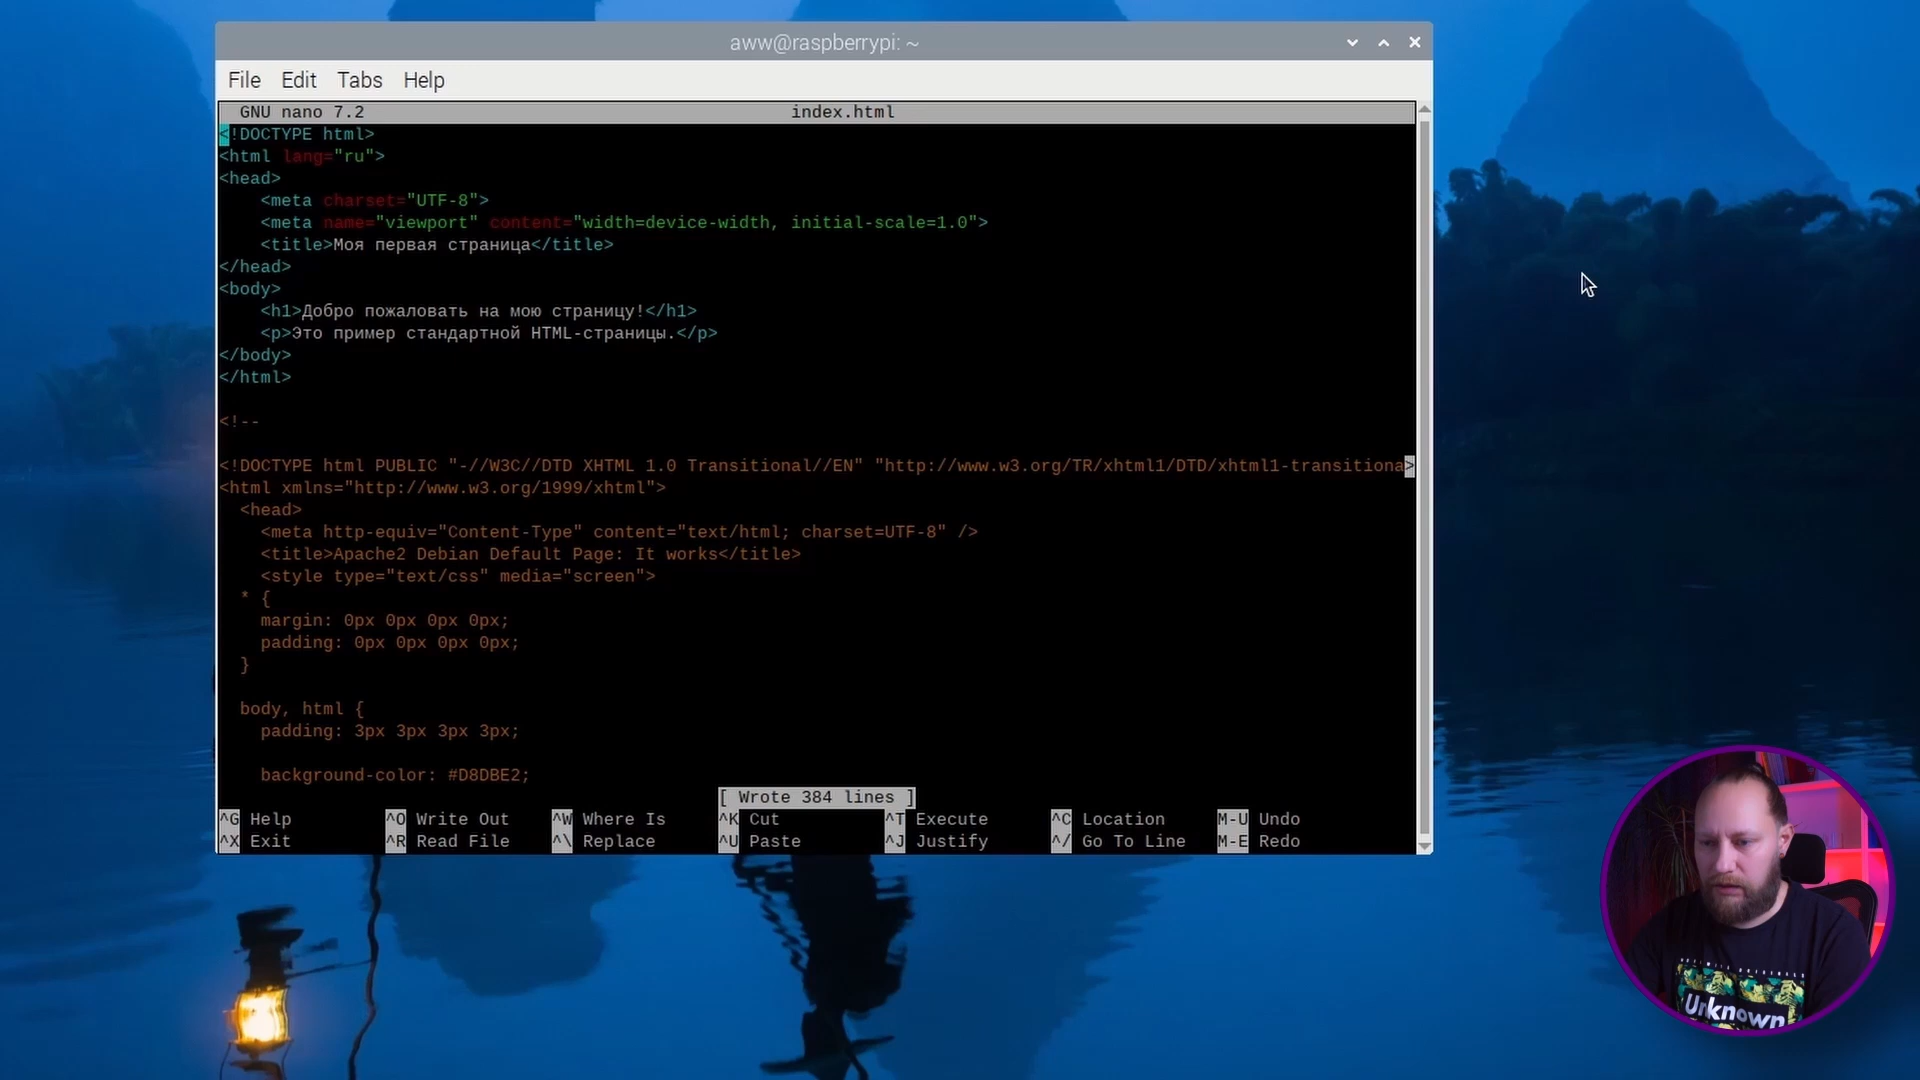 aww@raspberrypi: ~
File Edit Tabs Help
GNU nano 7.2 index.html
<!DOCTYPE html>
<html lang="ru">
<head>
    <meta charset="UTF-8">
    <meta name="viewport" content="width=device-width, initial-scale=1.0">
    <title>Моя первая страница</title>
</head>
<body>
    <h1>Добро пожаловать на мою страницу!</h1>
    <p>Это пример стандартной HTML-страницы.</p>
</body>
</html>
<!--
<!DOCTYPE html PUBLIC "-//W3C//DTD XHTML 1.0 Transitional//EN" "http://www.w3.org/TR/xhtml1/DTD/xhtml1-transitiona>
<html xmlns="http://www.w3.org/1999/xhtml">
  <head>
    <meta http-equiv="Content-Type" content="text/html; charset=UTF-8" />
    <title>Apache2 Debian Default Page: It works</title>
    <style type="text/css" media="screen">
  * {
    margin: 0px 0px 0px 0px;
    padding: 0px 0px 0px 0px;
  }
  body, html {
    padding: 3px 3px 3px 3px;
    background-color: #D8DBE2;
[ Wrote 384 lines ]
^G Help ^O Write Out ^W Where Is ^K Cut ^T Execute ^C Location M-U Undo
^X Exit ^R Read File ^\ Replace ^U Paste ^J Justify ^/ Go To Line M-E Redo
Unknown